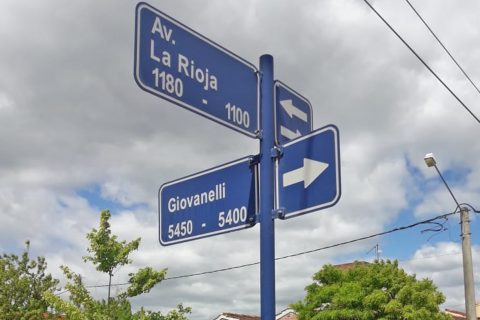 Av.
La Rioja
1180 - 1100
Giovanelli
5450 - 5400